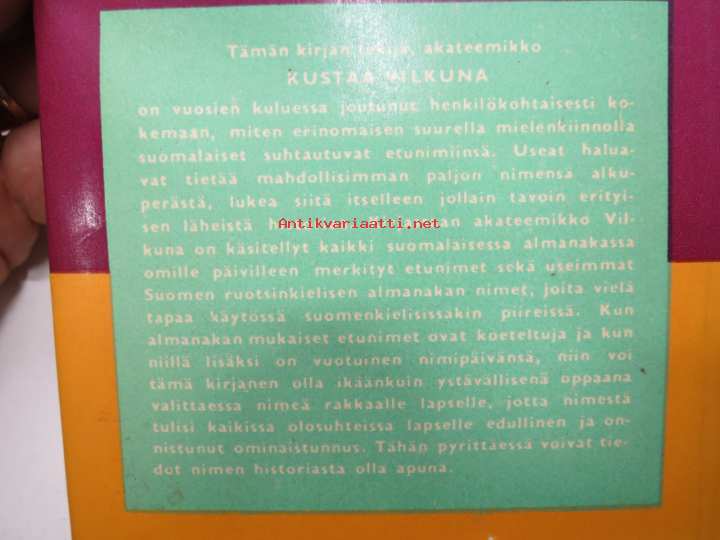 Tämän kirjan tekijä, akateemikko
KUSTAA VILKUNA
on vuosien kuluessa joutunut henkilökohtaisesti ko-
kemaan, miten erinomaisen suurella mielenkiinnolla
suomalaiset suhtautuvat etunimiinsä. Useat halua-
vat tietää mahdollisimman paljon nimensä alku-
perästä, lukea siitä itselleen jollain tavoin erityi-
sen läheistä akateemikko Vil-
Antikvariaatti.net
kuna on käsitellyt kaikki suomalaisessa almanakassa
omille päivilleen merkityt etunimet sekä useimmat
Suomen ruotsinkielisen almanakan nimet, joita vielä
tapaa käytössä suomenkielisissäkin piireissä. Kun
almanakan mukaiset etunimet ovat koeteltuja ja kun
niillä lisäksi on vuotuinen nimipäivänsä, niin voi
tämä kirjanen olla ikäänkuin ystävällisenä oppaana
valittaessa nimeä rakkaalle lapselle, jotta nimestä
tulisi kaikissa olosuhteissa lapselle edullinen ja on-
nistunut ominaistunnus. Tähän pyrittäessä voivat tie-
dot nimen historiasta olla apuna.